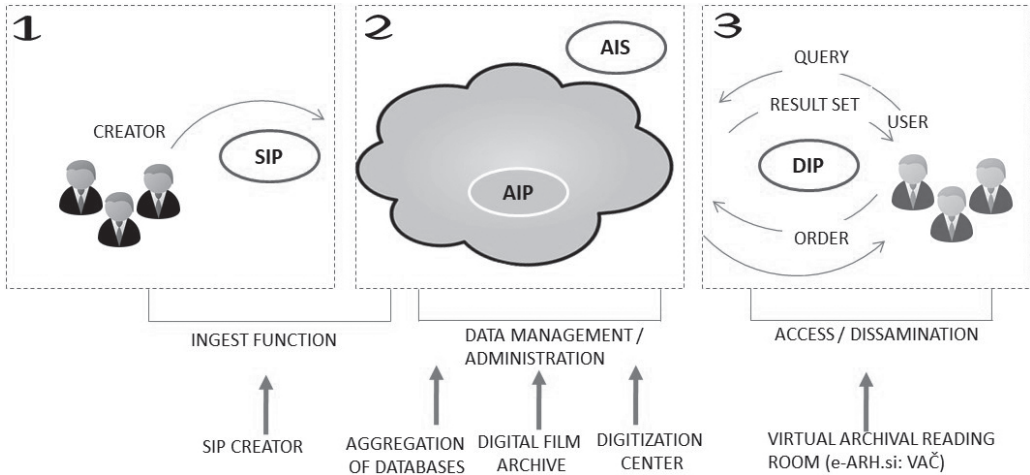 1
CREATOR
SIP
2
AIS
AIP
3
QUERY
RESULT SET
USER
DIP
ORDER
INGEST FUNCTION
DATA MANAGEMENT /
ADMINISTRATION
ACCESS / DISSAMINATION
SIP CREATOR
AGGREGATION
OF DATABASES
DIGITAL FILM
ARCHIVE
DIGITIZATION
CENTER
VIRTUAL ARCHIVAL READING
ROOM (e-ARH.si: VAČ)